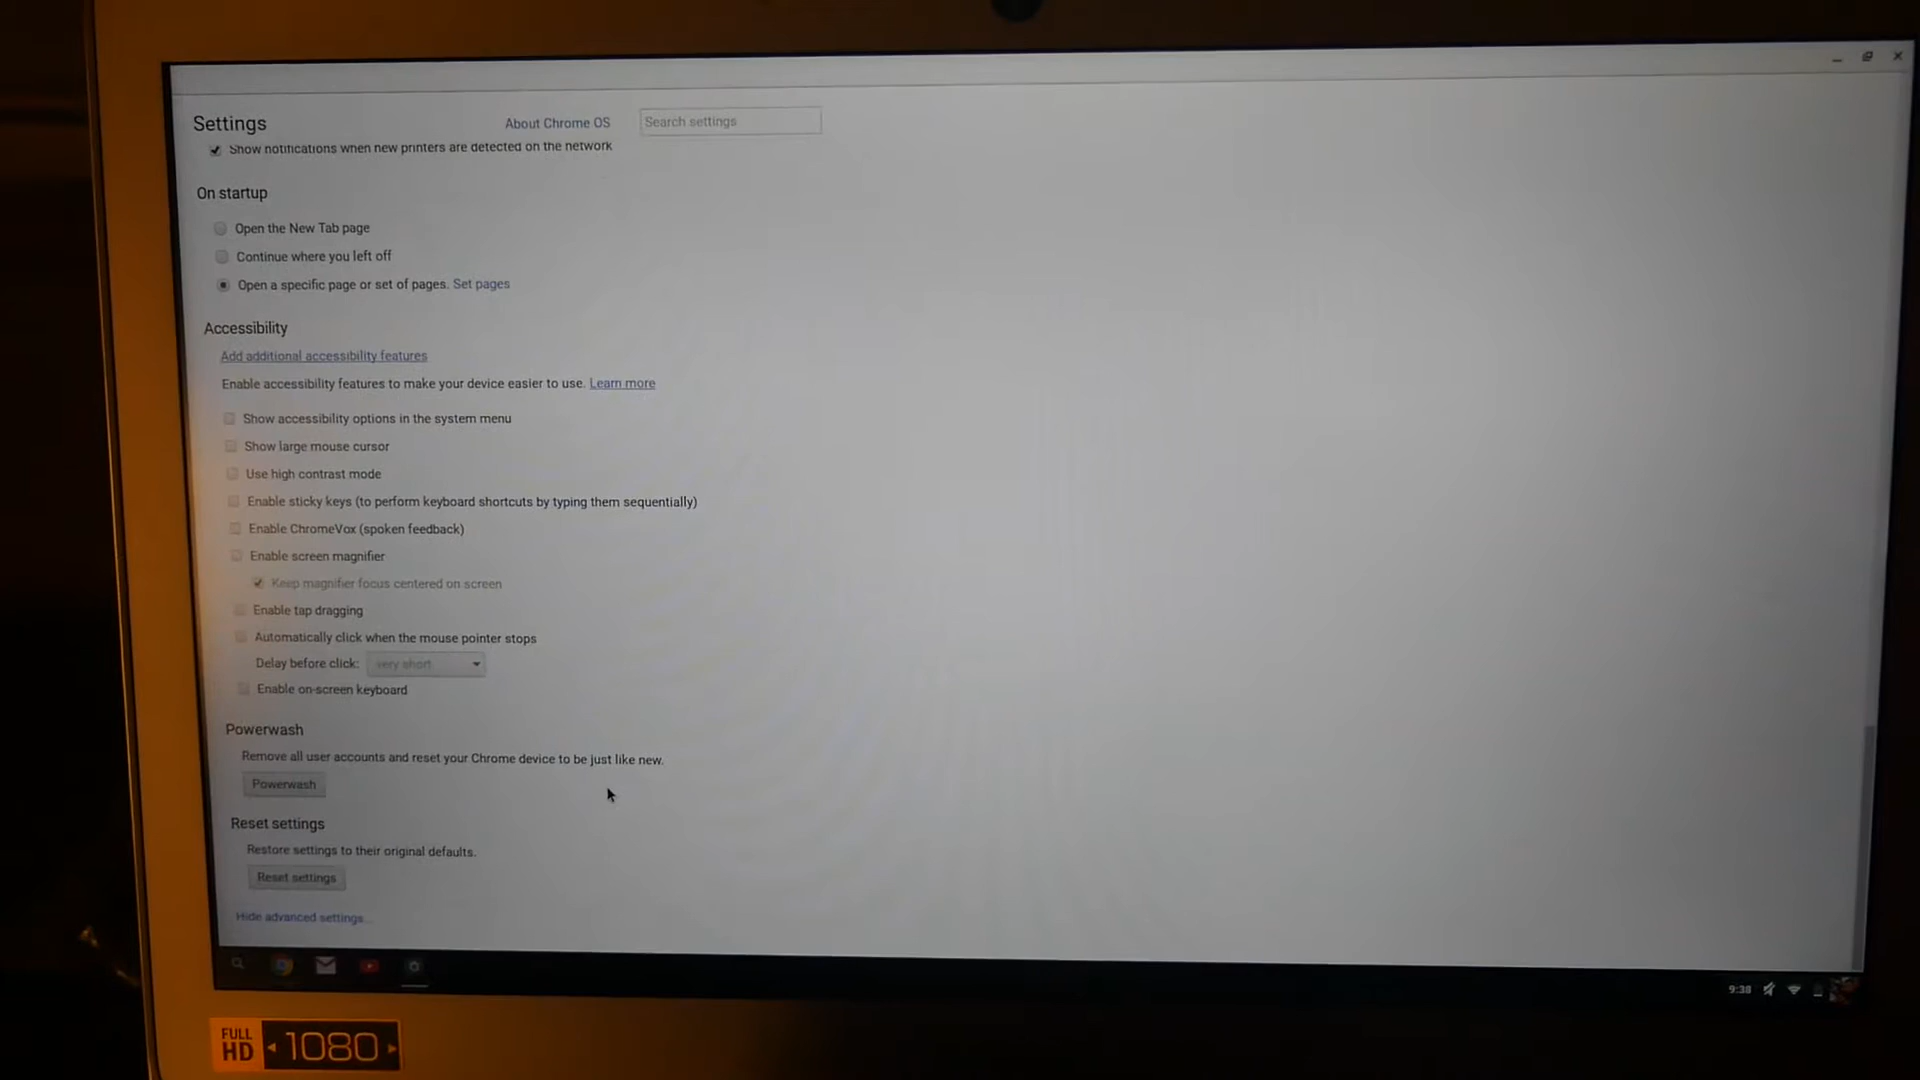 Settings
About Chrome OS
Search settings
Show notifications when new printers are detected on the network
On startup
Open the New Tab page
Continue where you left off
Open a specific page or set of pages. Set pages
Accessibility
Add additional accessibility features
Enable accessibility features to make your device easier to use. Learn more
Show accessibility options in the system menu
Show large mouse cursor
Use high contrast mode
Enable sticky keys (to perform keyboard shortcuts by typing them sequentially)
Enable ChromeVox (spoken feedback)
Enable screen magnifier
Keep magnifier focus centered on screen
Enable tap dragging
Automatically click when the mouse pointer stops
Delay before click: very short
Enable on-screen keyboard
Powerwash
Remove all user accounts and reset your Chrome device to be just like new.
Powerwash
Reset settings
Restore settings to their original defaults.
Reset settings
Hide advanced settings...
9:38
FULL HD 1080